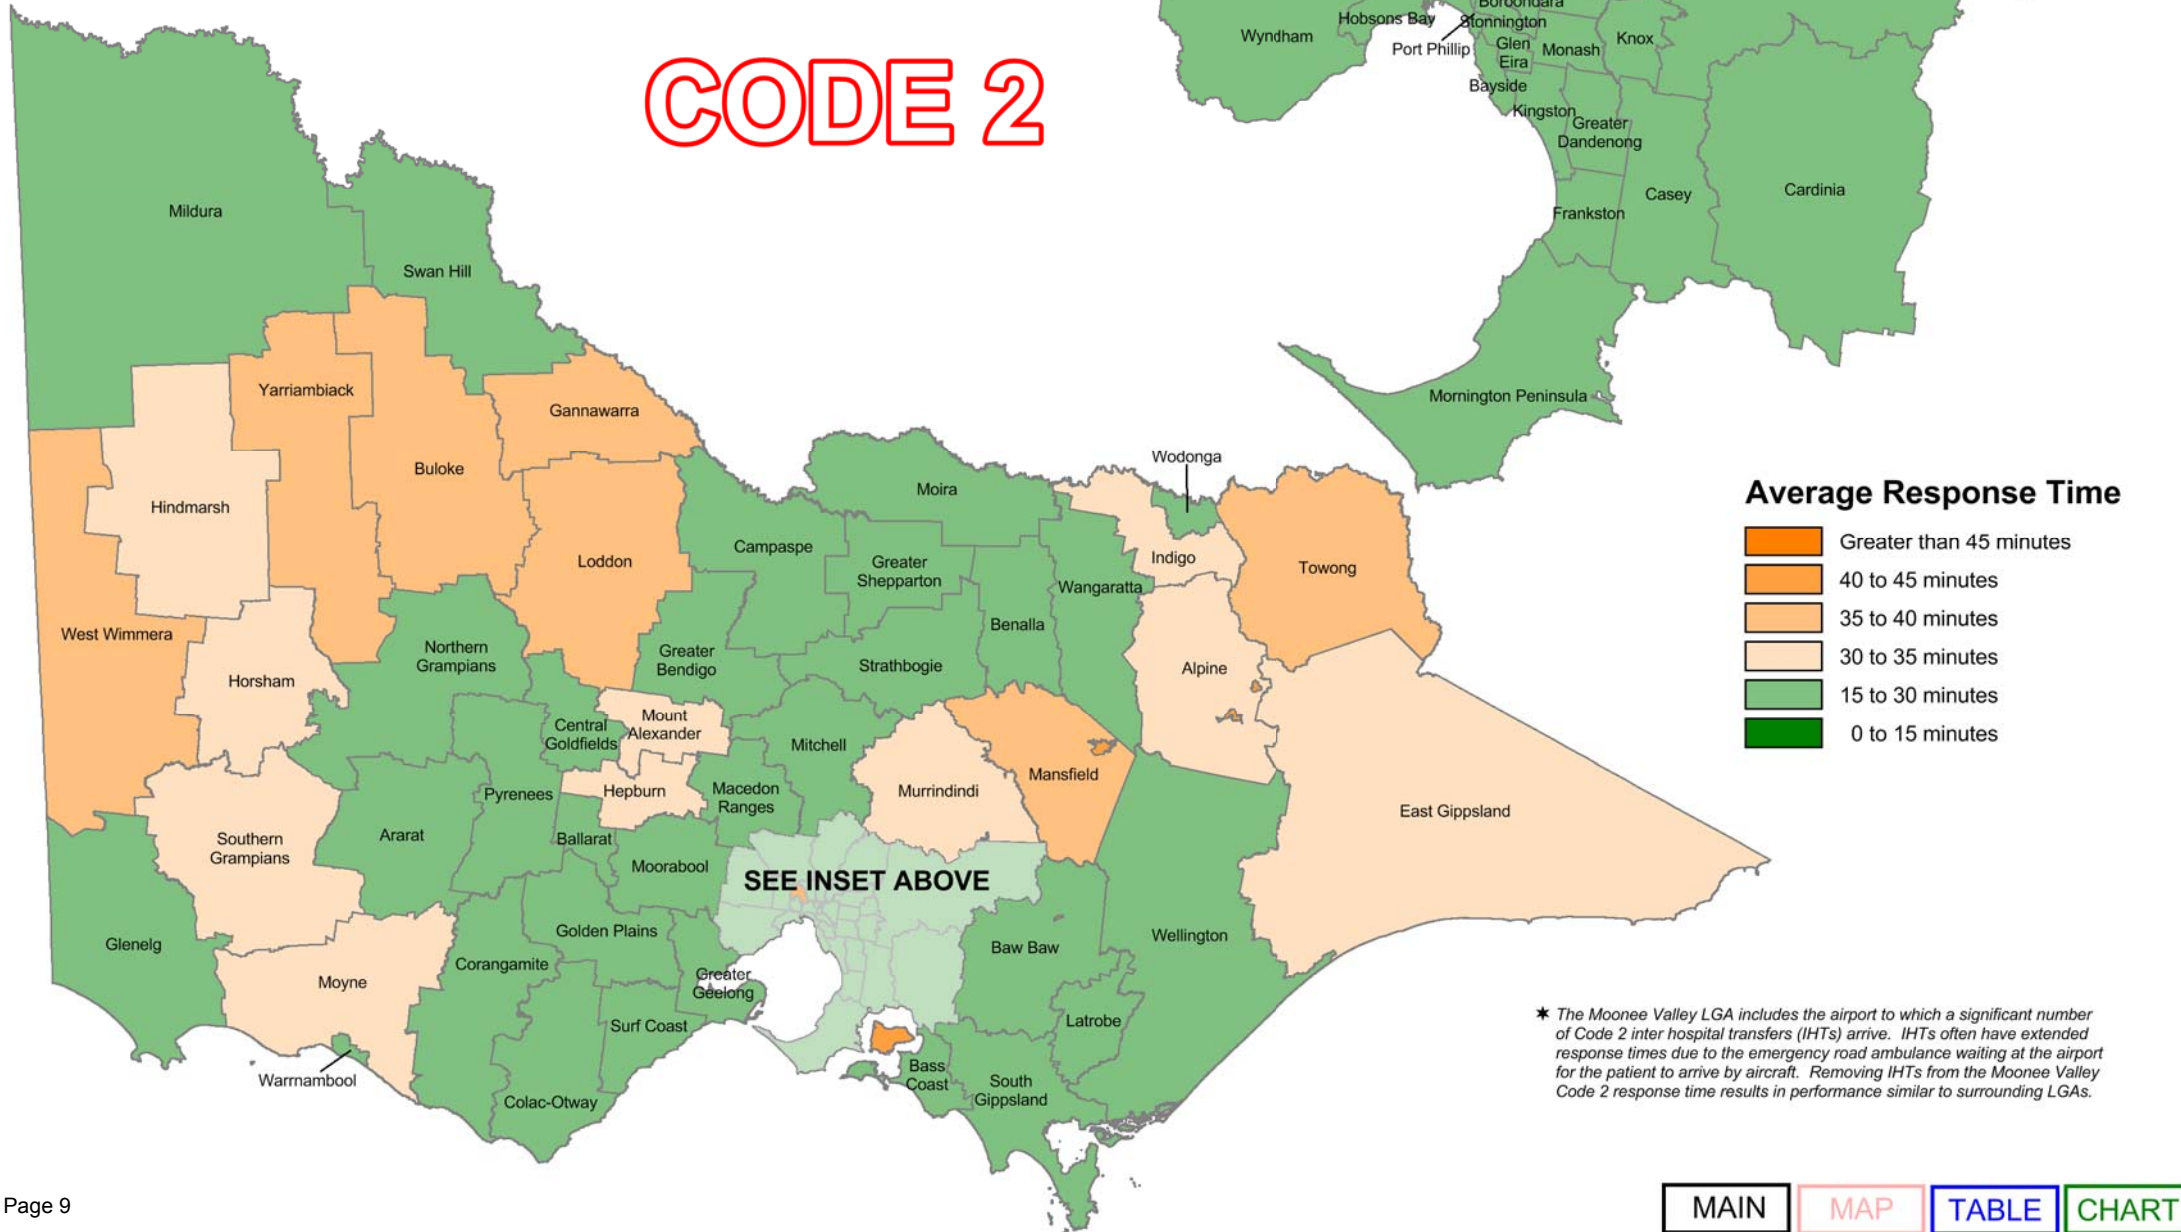 Boroondara
Hobsons Bay
Stonnington
Wyndham
Port Phillip
Glen
Eira
Monash
Knox
Bayside
Kingston
Greater
Dandenong
Casey
Cardinia
Frankston
Mornington Peninsula
CODE 2
Mildura
Swan Hill
Yarriambiack
Gannawarra
Buloke
Hindmarsh
Loddon
West Wimmera
Horsham
Northern
Grampians
Campaspe
Moira
Greater
Shepparton
Wodonga
Indigo
Towong
Wangaratta
Benalla
Greater
Bendigo
Strathbogie
Alpine
Central
Goldfields
Mount
Alexander
Mitchell
Mansfield
Murrindindi
Macedon
Ranges
Hepburn
Pyrenees
Ararat
Southern
Grampians
Ballarat
Moorabool
East Gippsland
SEE INSET ABOVE
Glenelg
Golden Plains
Corangamite
Moyne
Greater
Geelong
Baw Baw
Wellington
Surf Coast
Latrobe
Warrnambool
Colac-Otway
Bass
Coast
South
Gippsland
Average Response Time
Greater than 45 minutes
40 to 45 minutes
35 to 40 minutes
30 to 35 minutes
15 to 30 minutes
0 to 15 minutes
✶ The Moonee Valley LGA includes the airport to which a significant number
of Code 2 inter hospital transfers (IHTs) arrive. IHTs often have extended
response times due to the emergency road ambulance waiting at the airport
for the patient to arrive by aircraft. Removing IHTs from the Moonee Valley
Code 2 response time results in performance similar to surrounding LGAs.
Page 9
MAIN MAP TABLE CHART